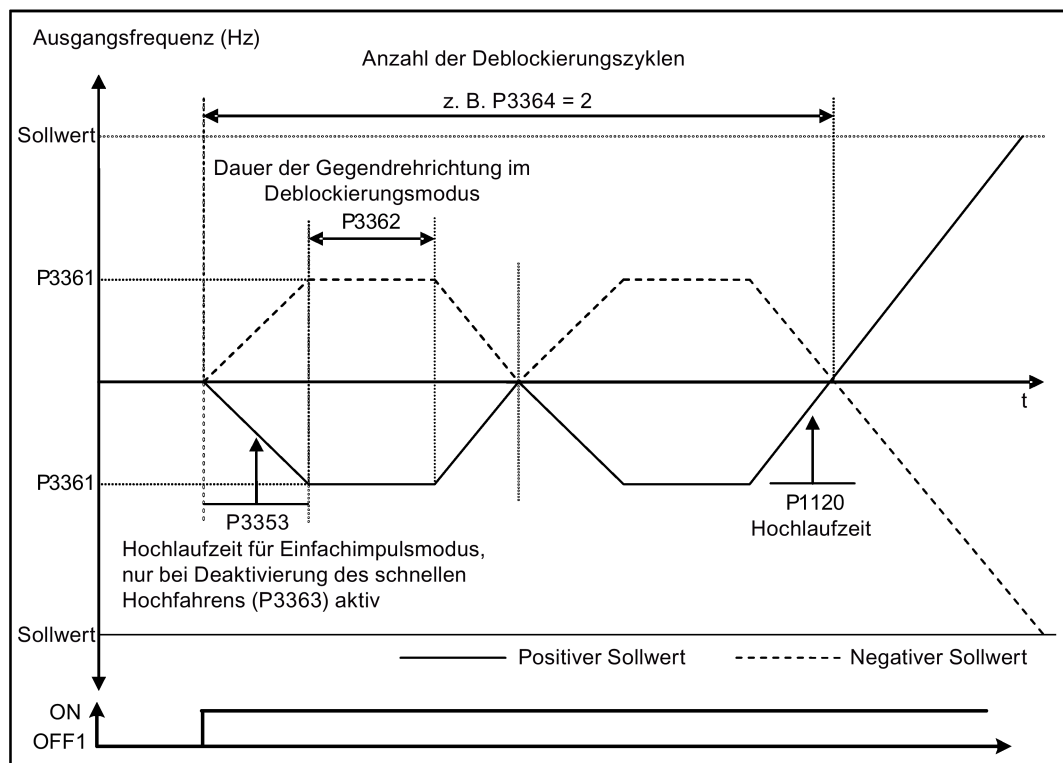 Ausgangsfrequenz (Hz)
Anzahl der Deblockierungszyklen
z. B. P3364 = 2
Sollwert
Dauer der Gegendrehrichtung im
Deblockierungsmodus
P3362
P3361
t
P3361
P3353
Hochlaufzeit für Einfachimpulsmodus,
nur bei Deaktivierung des schnellen
Hochfahrens (P3363) aktiv
P1120
Hochlaufzeit
Sollwert
Positiver Sollwert
Negativer Sollwert
ON
OFF1